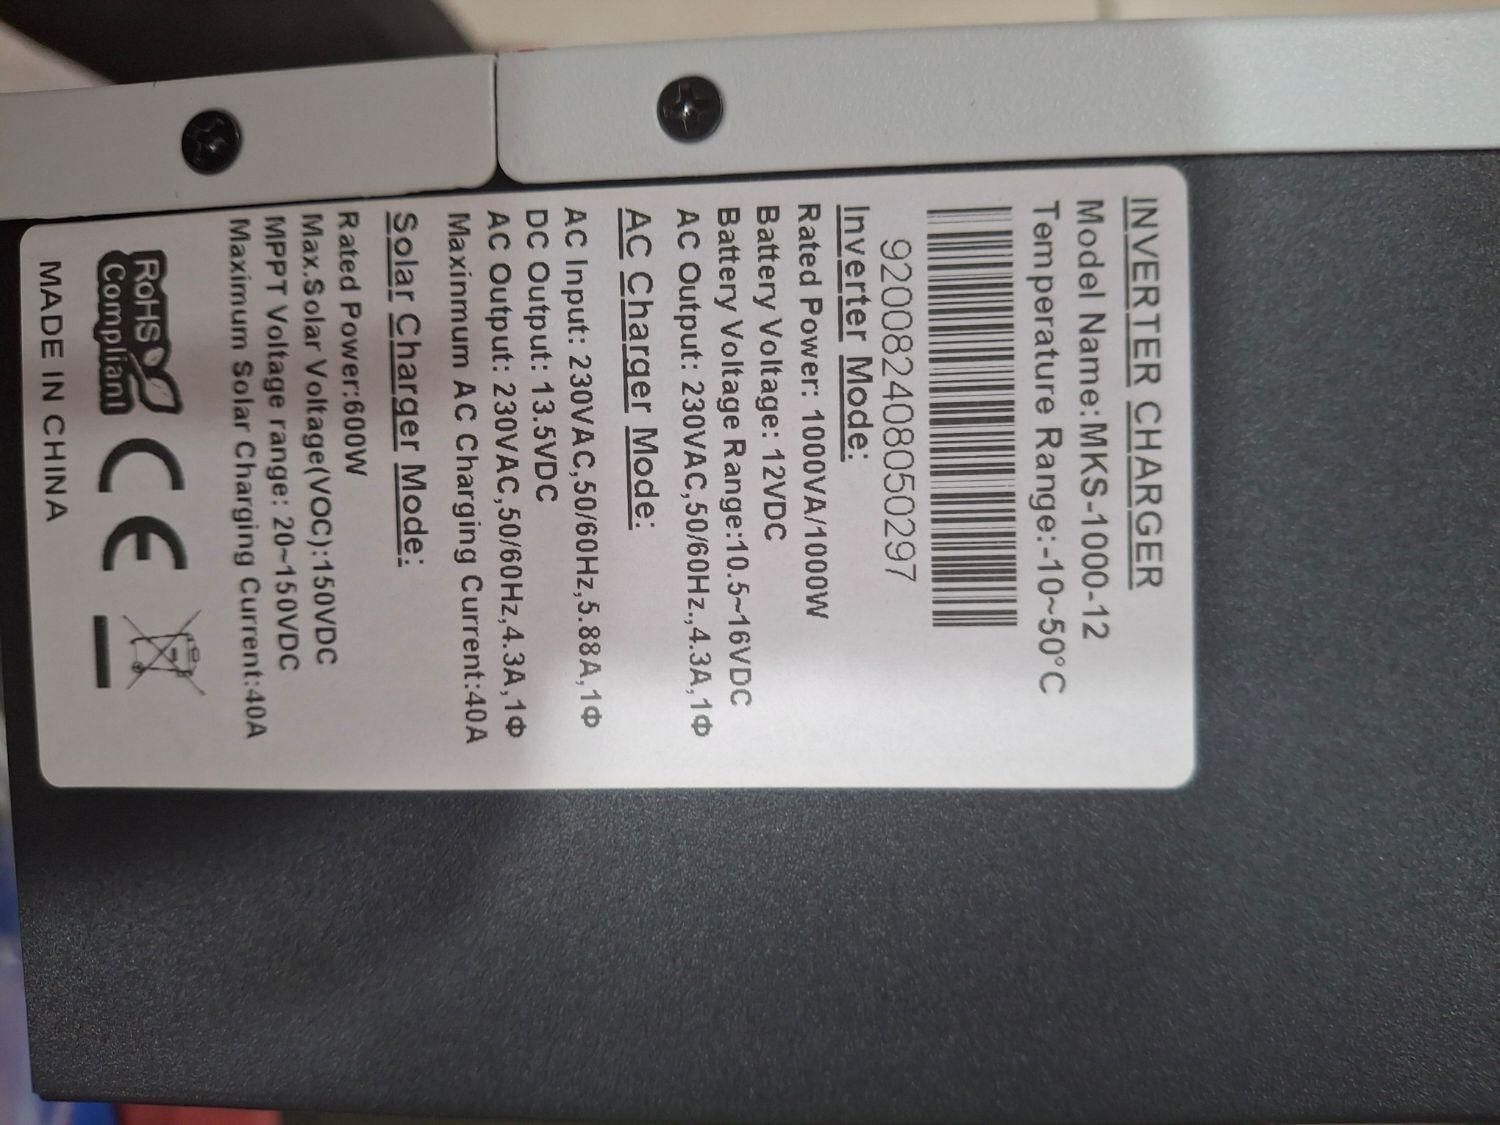 INVERTER CHARGER
Model Name:MKS-1000-12
Temperature Range:-10~50°C
920082408050297
Inverter Mode:
Rated Power: 1000VA/1000W
Battery Voltage: 12VDC
Battery Voltage Range:10.5~16VDC
AC Output: 230VAC,50/60Hz.,4.3A,1Φ
AC Charger Mode:
AC Input: 230VAC,50/60Hz,5.88A,1Φ
DC Output: 13.5VDC
AC Output: 230VAC,50/60Hz,4.3A,1Φ
Maxinmum AC Charging Current:40A
Solar Charger Mode:
Rated Power:600W
Max.Solar Voltage(VOC):150VDC
MPPT Voltage range: 20~150VDC
Maximum Solar Charging Current:40A
RoHS
Compliant
CE
MADE IN CHINA